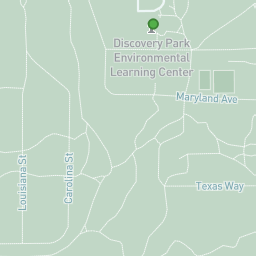 Discovery Park
Environmental
Learning Center
Maryland Ave
Texas Way
Louisiana St
Carolina St